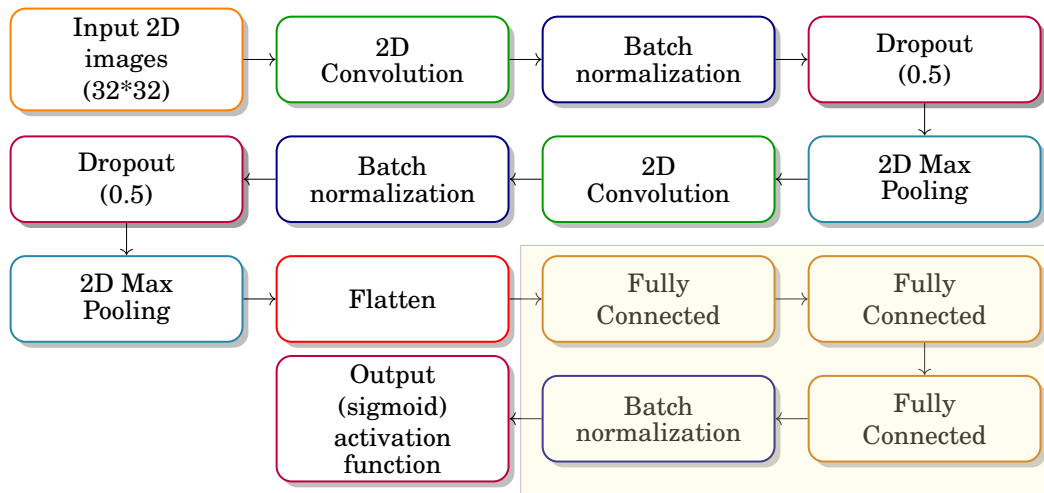 Input 2D
images
(32*32)
2D
Convolution
Batch
normalization
Dropout
(0.5)
2D Max
Pooling
2D
Convolution
Batch
normalization
Dropout
(0.5)
2D Max
Pooling
Flatten
Fully
Connected
Fully
Connected
Fully
Connected
Batch
normalization
Output
(sigmoid)
activation
function